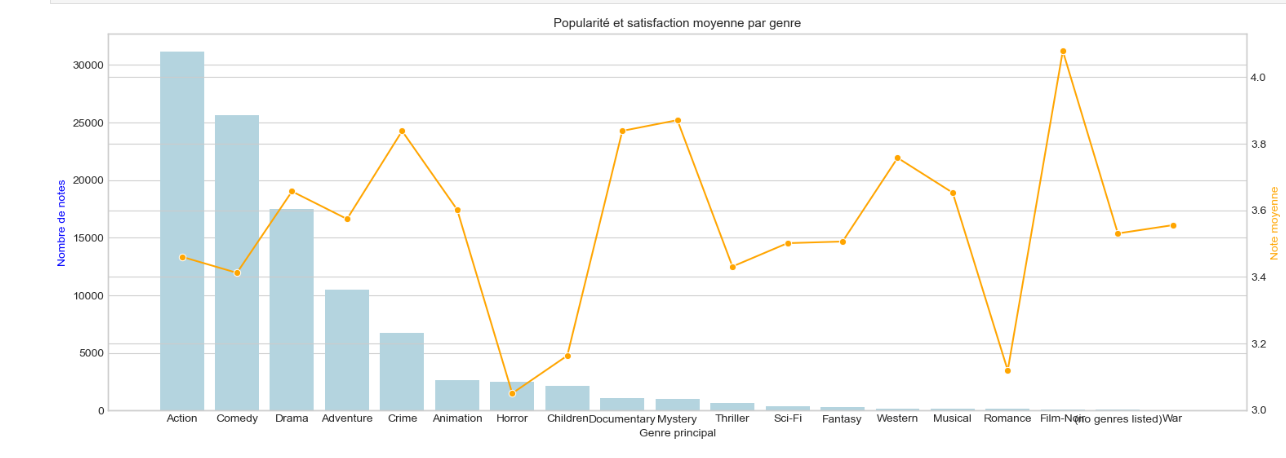 Popularité et satisfaction moyenne par genre
30000
25000
20000
15000
10000
5000
0
Nombre de notes
4.0
3.8
3.6
3.4
3.2
3.0
Note moyenne
Action Comedy Drama Adventure Crime Animation Horror Children Documentary Mystery Thriller Sci-Fi Fantasy Western Musical Romance Film-Noir (no genres listed) War
Genre principal